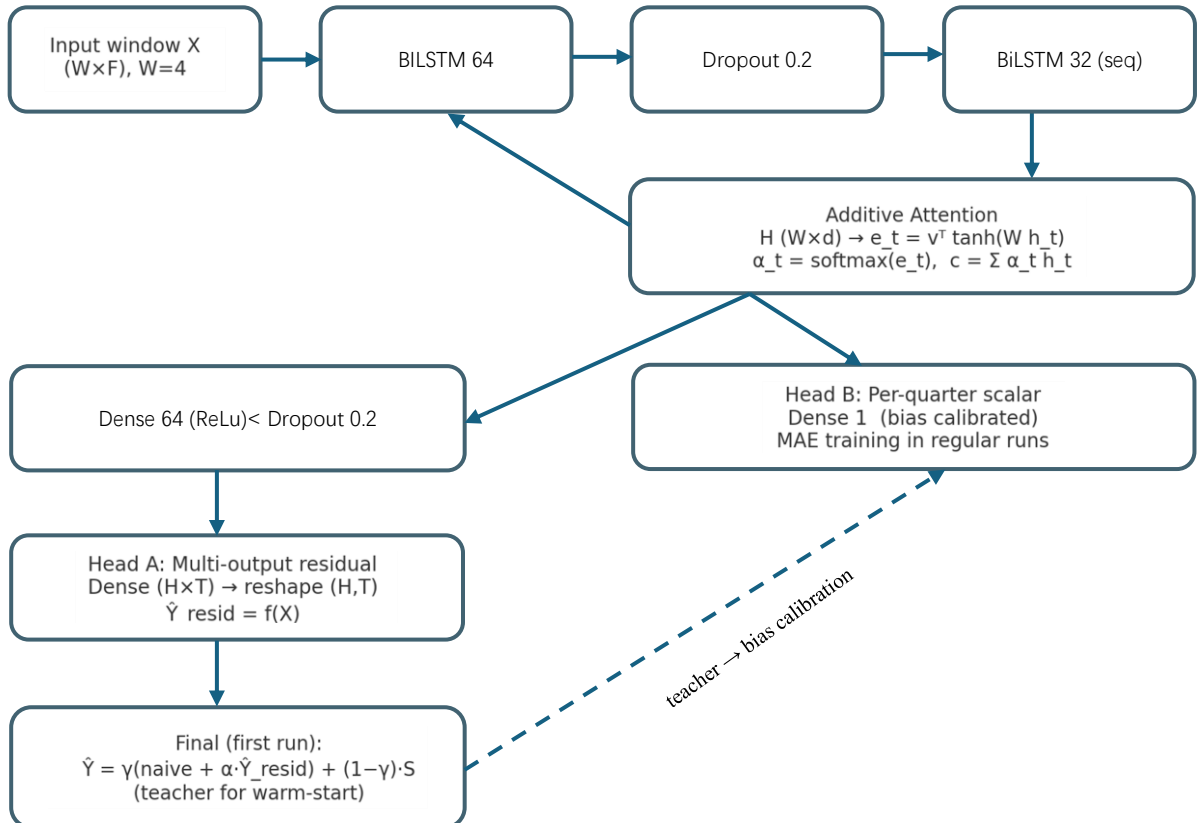 Input window X
(W×F), W=4
BILSTM 64
Dropout 0.2
BiLSTM 32 (seq)
Additive Attention
H (W×d) → e_t = vᵀ tanh(W h_t)
α_t = softmax(e_t),  c = Σ α_t h_t
Dense 64 (ReLu)< Dropout 0.2
Head B: Per-quarter scalar
Dense 1  (bias calibrated)
MAE training in regular runs
Head A: Multi-output residual
Dense (H×T) → reshape (H,T)
Ŷ resid = f(X)
teacher → bias calibration
Final (first run):
Ŷ = γ(naive + α·Ŷ_resid) + (1−γ)·S
(teacher for warm-start)